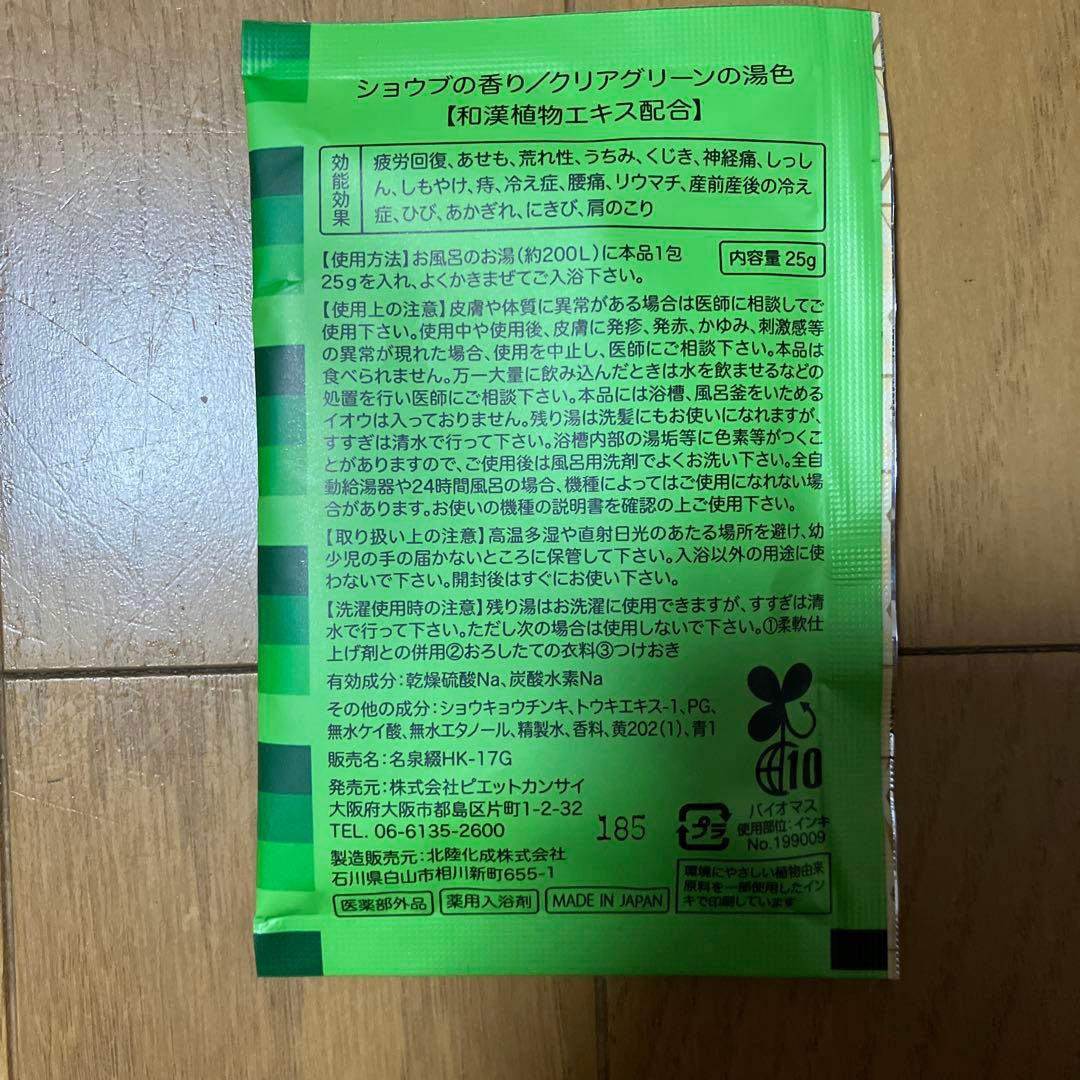 ショウブの香り/クリアグリーンの湯色
【和漢植物エキス配合】
効能効果
疲労回復、あせも、荒れ性、うちみ、くじき、神経痛、しっし
ん、しもやけ、痔、冷え症、腰痛、リウマチ、産前産後の冷え
症、ひび、あかぎれ、にきび、肩のこり
【使用方法】お風呂のお湯(約200L)に本品1包
25gを入れ、よくかきまぜてご入浴下さい。
内容量 25g
【使用上の注意】皮膚や体質に異常がある場合は医師に相談してご
使用下さい。使用中や使用後、皮膚に発疹、発赤、かゆみ、刺激感等
の異常が現れた場合、使用を中止し、医師にご相談下さい。本品は
食べられません。万一大量に飲み込んだときは水を飲ませるなどの
処置を行い医師にご相談下さい。本品には浴槽、風呂釜をいためる
イオウは入っておりません。残り湯は洗髪にもお使いになれますが、
すすぎは清水で行って下さい。浴槽内部の湯垢等に色素等がつくこ
とがありますので、ご使用後は風呂用洗剤でよくお洗い下さい。全自
動給湯器や24時間風呂の場合、機種によってはご使用になれない場
合があります。お使いの機種の説明書を確認の上ご使用下さい。
【取り扱い上の注意】高温多湿や直射日光のあたる場所を避け、幼
少児の手の届かないところに保管して下さい。入浴以外の用途に使
わないで下さい。開封後はすぐにお使い下さい。
【洗濯使用時の注意】残り湯はお洗濯に使用できますが、すすぎは清
水で行って下さい。ただし次の場合は使用しないで下さい。①柔軟仕
上げ剤との併用②おろしたての衣料③つけおき
有効成分:乾燥硫酸Na、炭酸水素Na
その他の成分:ショウキョウチンキ、トウキエキス-1、PG、
無水ケイ酸、無水エタノール、精製水、香料、黄202(1)、青1
販売名:名泉綴HK-17G
発売元:株式会社ピエットカンサイ
大阪府大阪市都島区片町1-2-32
TEL. 06-6135-2600
185
プラ
10
バイオマス
使用部位:インキ
No.199009
製造販売元:北陸化成株式会社
石川県白山市相川新町655-1
環境にやさしい植物由来
原料を一部使用したイン
キで印刷しています
医薬部外品
薬用入浴剤
MADE IN JAPAN